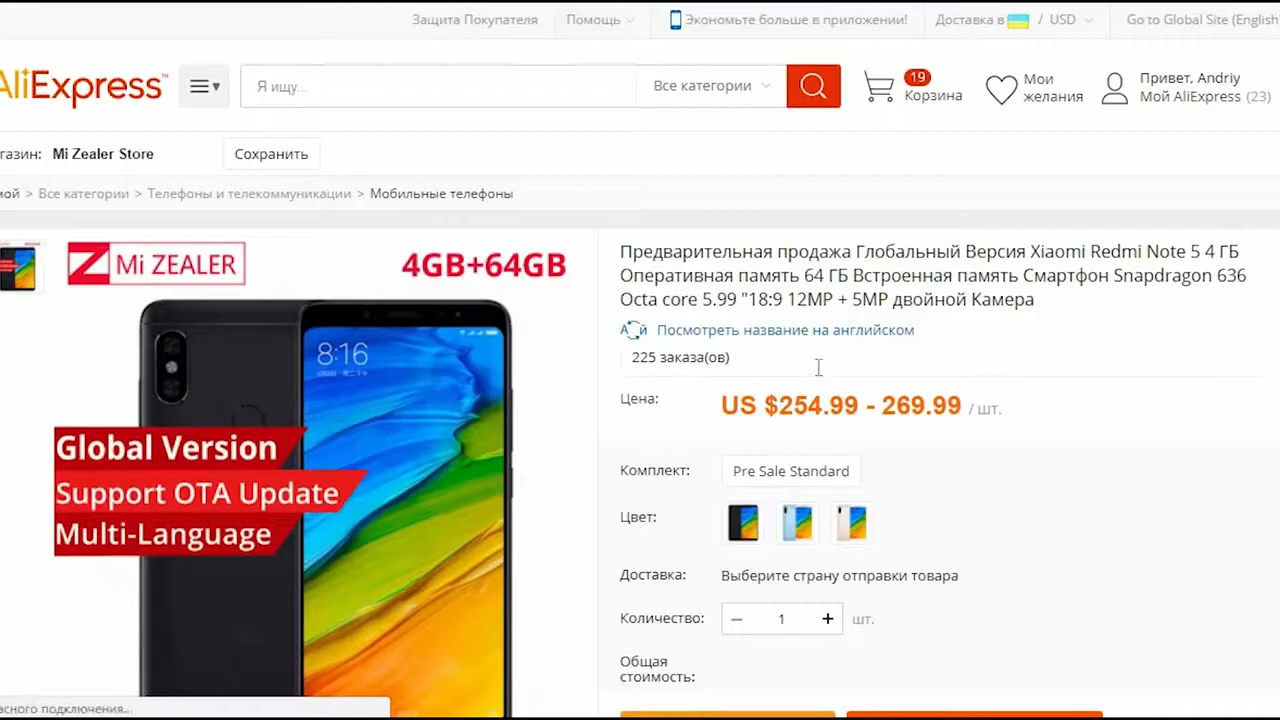 Защита Покупателя
Помощь
Экономьте больше в приложении!
Доставка в / USD
Go to Global Site (English
AliExpress™
Я ищу...
Все категории
19
Корзина
Мои
желания
Привет, Andriy
Мой AliExpress (23)
газин: Mi Zealer Store
Сохранить
мой > Все категории > Телефоны и телекоммуникации > Мобильные телефоны
Mi ZEALER
4GB+64GB
8:16
Global Version
Support OTA Update
Multi-Language
Предварительная продажа Глобальный Версия Xiaomi Redmi Note 5 4 ГБ
Оперативная память 64 ГБ Встроенная память Смартфон Snapdragon 636
Octa core 5.99 "18:9 12MP + 5MP двойной Камера
Посмотреть название на английском
225 заказа(ов)
Цена: US $254.99 - 269.99 / шт.
Комплект: Pre Sale Standard
Цвет:
Доставка: Выберите страну отправки товара
Количество: − 1 + шт.
Общая
стоимость:
асного подключения...